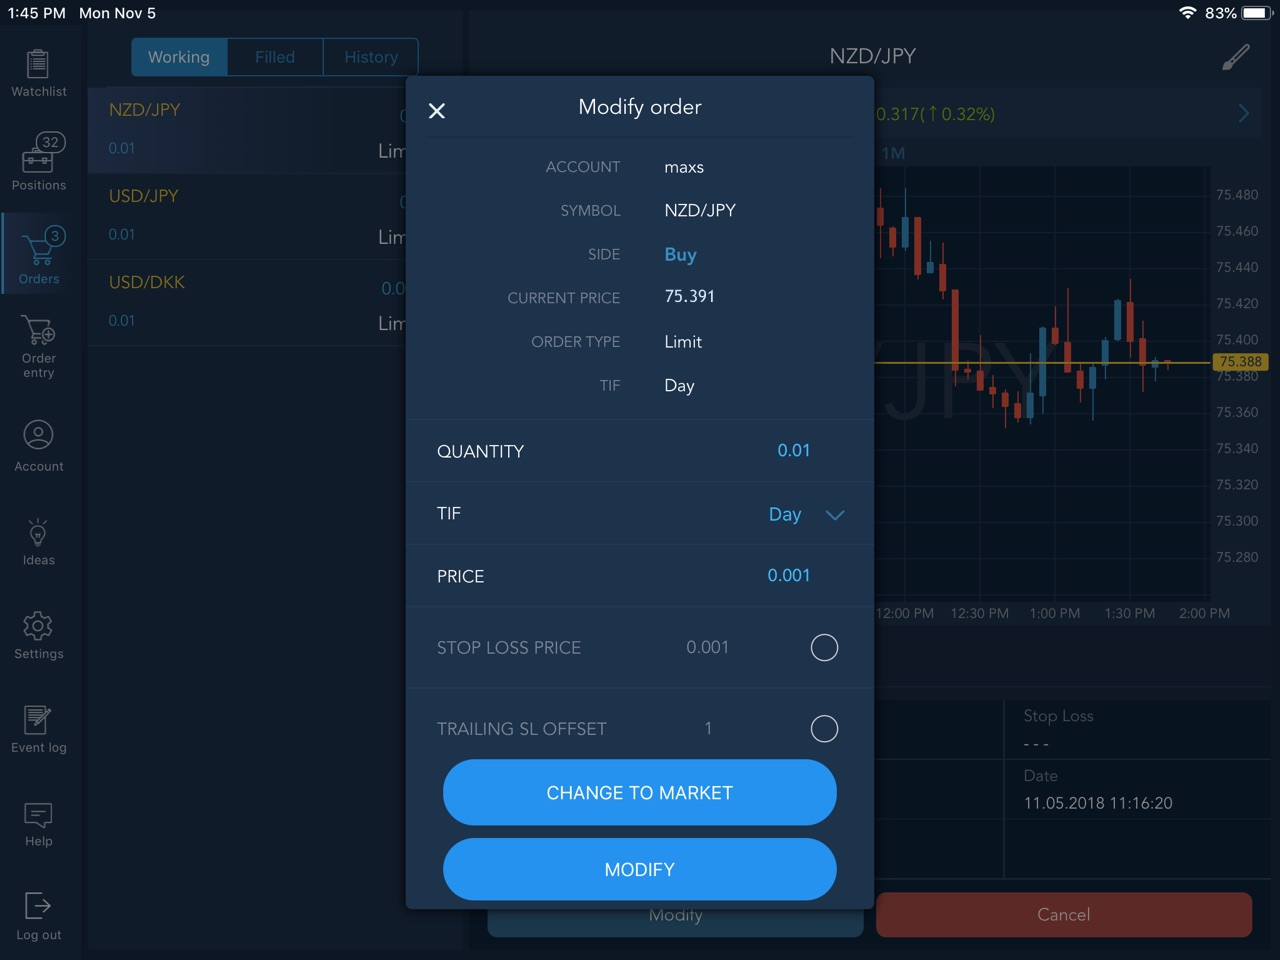 1:45 PM Mon Nov 5
83%
Watchlist
32
Positions
3
Orders
Order
entry
Account
Ideas
Settings
Event log
Help
Log out
Working Filled History
NZD/JPY
0.01
USD/JPY
0.01
USD/DKK
0.01
Modify order
ACCOUNT maxs
SYMBOL NZD/JPY
SIDE Buy
CURRENT PRICE 75.391
ORDER TYPE Limit
TIF Day
QUANTITY 0.01
TIF Day
PRICE 0.001
STOP LOSS PRICE 0.001
TRAILING SL OFFSET 1
CHANGE TO MARKET
MODIFY
NZD/JPY
0.317(↑0.32%)
1M
JPY
75.480
75.460
75.440
75.420
75.400
75.388
75.380
75.360
75.340
75.320
75.300
75.280
12:00 PM 12:30 PM 1:00 PM 1:30 PM 2:00 PM
Stop Loss
---
Date
11.05.2018 11:16:20
Modify Cancel